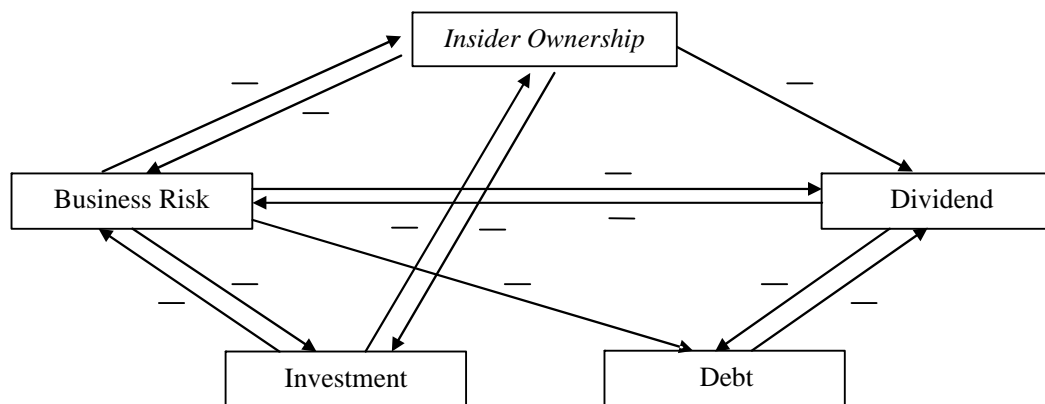 Insider Ownership
—
—
—
Business Risk
—
Dividend
—
—
—
—
—
—
—
—
Investment
Debt